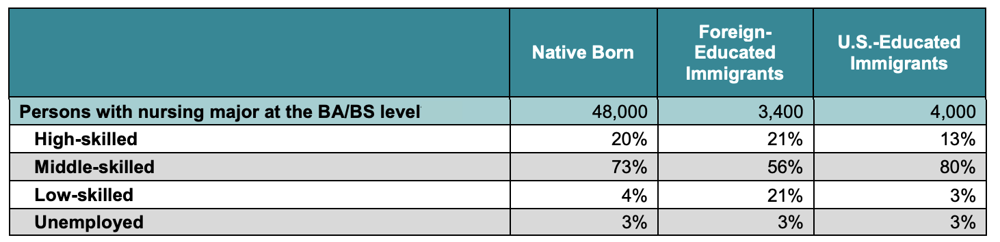 Native Born
Foreign-
Educated
Immigrants
U.S.-Educated
Immigrants
Persons with nursing major at the BA/BS level 48,000 3,400 4,000
High-skilled 20% 21% 13%
Middle-skilled 73% 56% 80%
Low-skilled 4% 21% 3%
Unemployed 3% 3% 3%